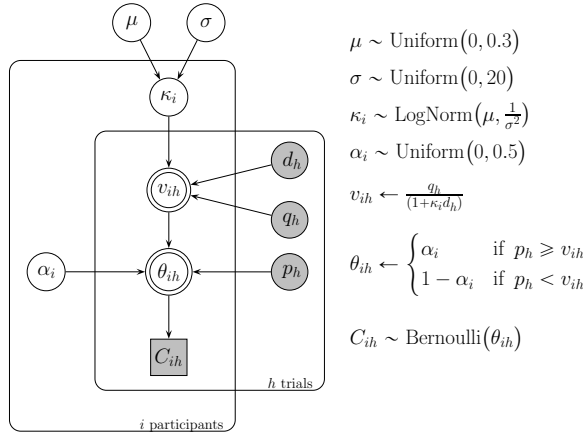 μ
σ
μ ∼ Uniform(0, 0.3)
σ ∼ Uniform(0, 20)
κ_i
κ_i ∼ LogNorm(μ, 1/σ²)
α_i ∼ Uniform(0, 0.5)
d_h
v_ih
v_ih ← q_h/(1+κ_i d_h)
q_h
α_i
θ_ih
p_h
θ_ih ← { α_i if p_h ⩾ v_ih
1 − α_i if p_h < v_ih
C_ih
C_ih ∼ Bernoulli(θ_ih)
h trials
i participants